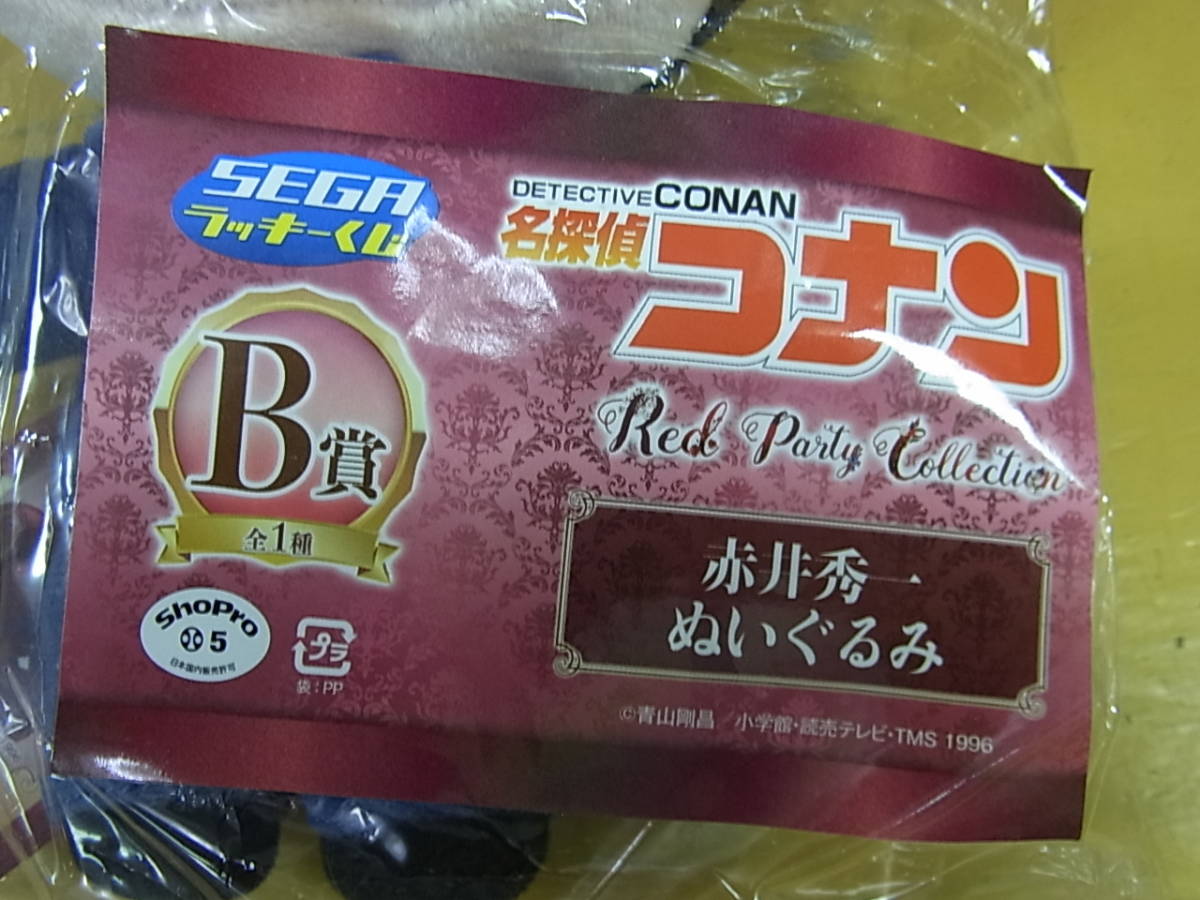 SEGA
ラッキーくじ
DETECTIVE CONAN
名探偵
コナン
Red Party Collection
B賞
全1種
赤井秀一
ぬいぐるみ
ShoPro
5
日本国内販売許可
プラ
袋:PP
©青山剛昌/小学館・読売テレビ・TMS 1996